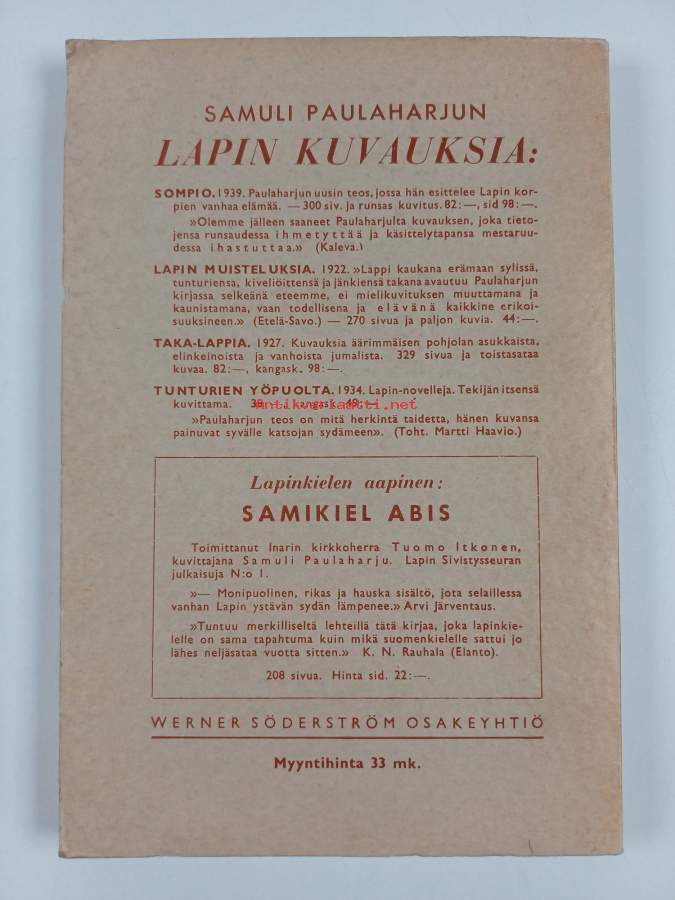 SAMULI PAULAHARJUN
LAPIN KUVAUKSIA:
SOMPIO. 1939. Paulaharjun uusin teos, jossa hän esittelee Lapin kor-
pien vanhaa elämää. — 300 siv. ja runsas kuvitus. 82:—, sid 98:—.
»Olemme jälleen saaneet Paulaharjulta kuvauksen, joka tieto-
jensa runsaudessa ihmetyttää ja käsittelytapansa mestaruu-
dessa ihastuttaa.» (Kaleva.)
LAPIN MUISTELUKSIA. 1922. »Lappi kaukana erämaan sylissä,
tunturiensa, kiveliöittensä ja jänkiensä takana avautuu Paulaharjun
kirjassa selkeänä eteemme, ei mielikuvituksen muuttamana ja
kaunistamana, vaan todellisena ja elävänä kaikkine erikoi-
suuksineen.» (Etelä-Savo.) — 270 sivua ja paljon kuvia. 44:—.
TAKA-LAPPIA. 1927. Kuvauksia äärimmäisen pohjolan asukkaista,
elinkeinoista ja vanhoista jumalista. 329 sivua ja toistasataa
kuvaa. 82:—, kangask. 98:—.
TUNTURIEN YÖPUOLTA. 1934. Lapin-novelleja. Tekijän itsensä
kuvittama. 38:—, kangask. 49:—.
antikvariaatti.net
»Paulaharjun teos on mitä herkintä taidetta, hänen kuvansa
painuvat syvälle katsojan sydämeen». (Toht. Martti Haavio.)
Lapinkielen aapinen:
SAMIKIEL ABIS
Toimittanut Inarin kirkkoherra Tuomo Itkonen,
kuvittajana Samuli Paulaharju. Lapin Sivistysseuran
julkaisuja N:o 1.
»— Monipuolinen, rikas ja hauska sisältö, jota selaillessa
vanhan Lapin ystävän sydän lämpenee.» Arvi Järventaus.
»Tuntuu merkilliseltä lehteillä tätä kirjaa, joka lapinkie-
lelle on sama tapahtuma kuin mikä suomenkielelle sattui jo
lähes neljäsataa vuotta sitten.» K. N. Rauhala (Elanto).
208 sivua. Hinta sid. 22:—.
WERNER SÖDERSTRÖM OSAKEYHTIÖ
Myyntihinta 33 mk.